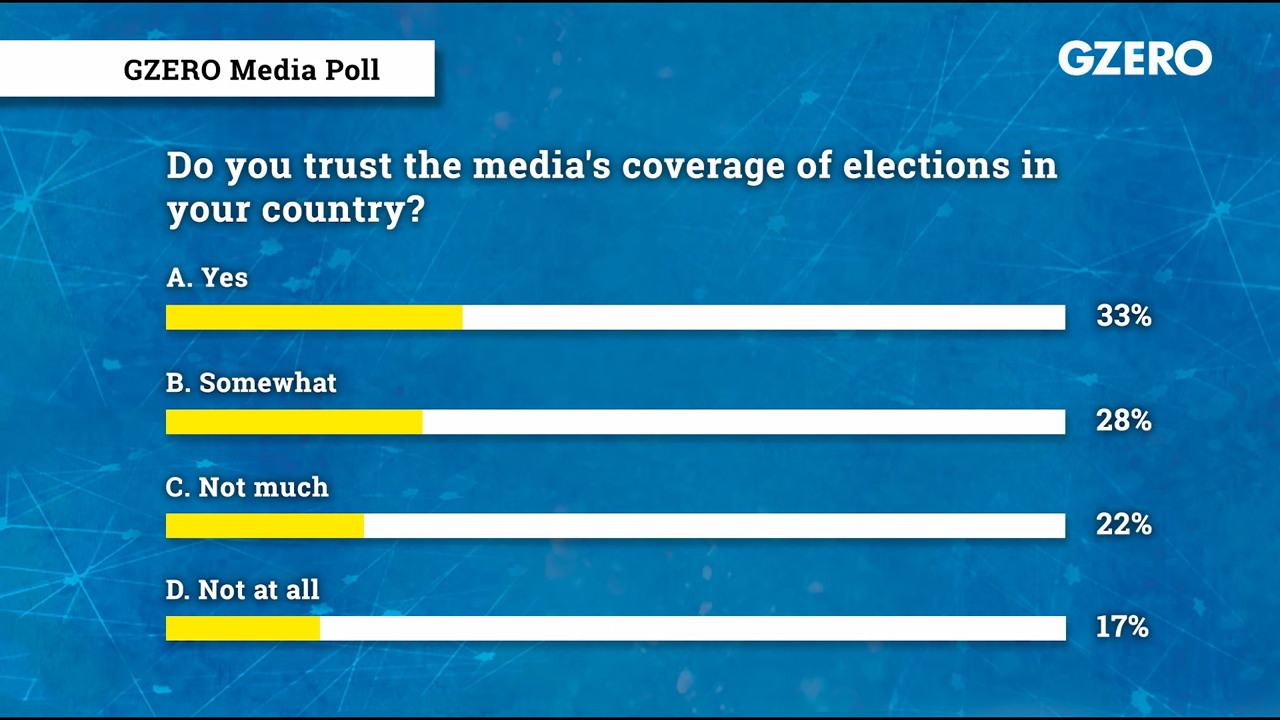 GZERO Media Poll
GZERO
Do you trust the media's coverage of elections in
your country?
A. Yes
33%
B. Somewhat
28%
C. Not much
22%
D. Not at all
17%